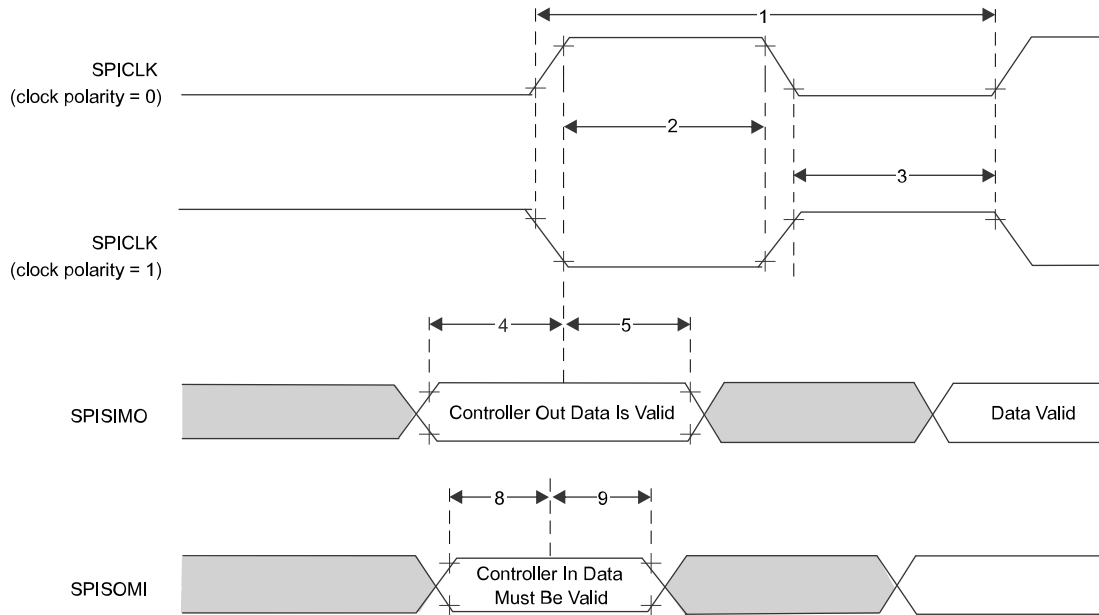 1
SPICLK
(clock polarity = 0)
2
3
SPICLK
(clock polarity = 1)
4
5
SPISIMO
Controller Out Data Is Valid
Data Valid
8
9
SPISOMI
Controller In Data
Must Be Valid